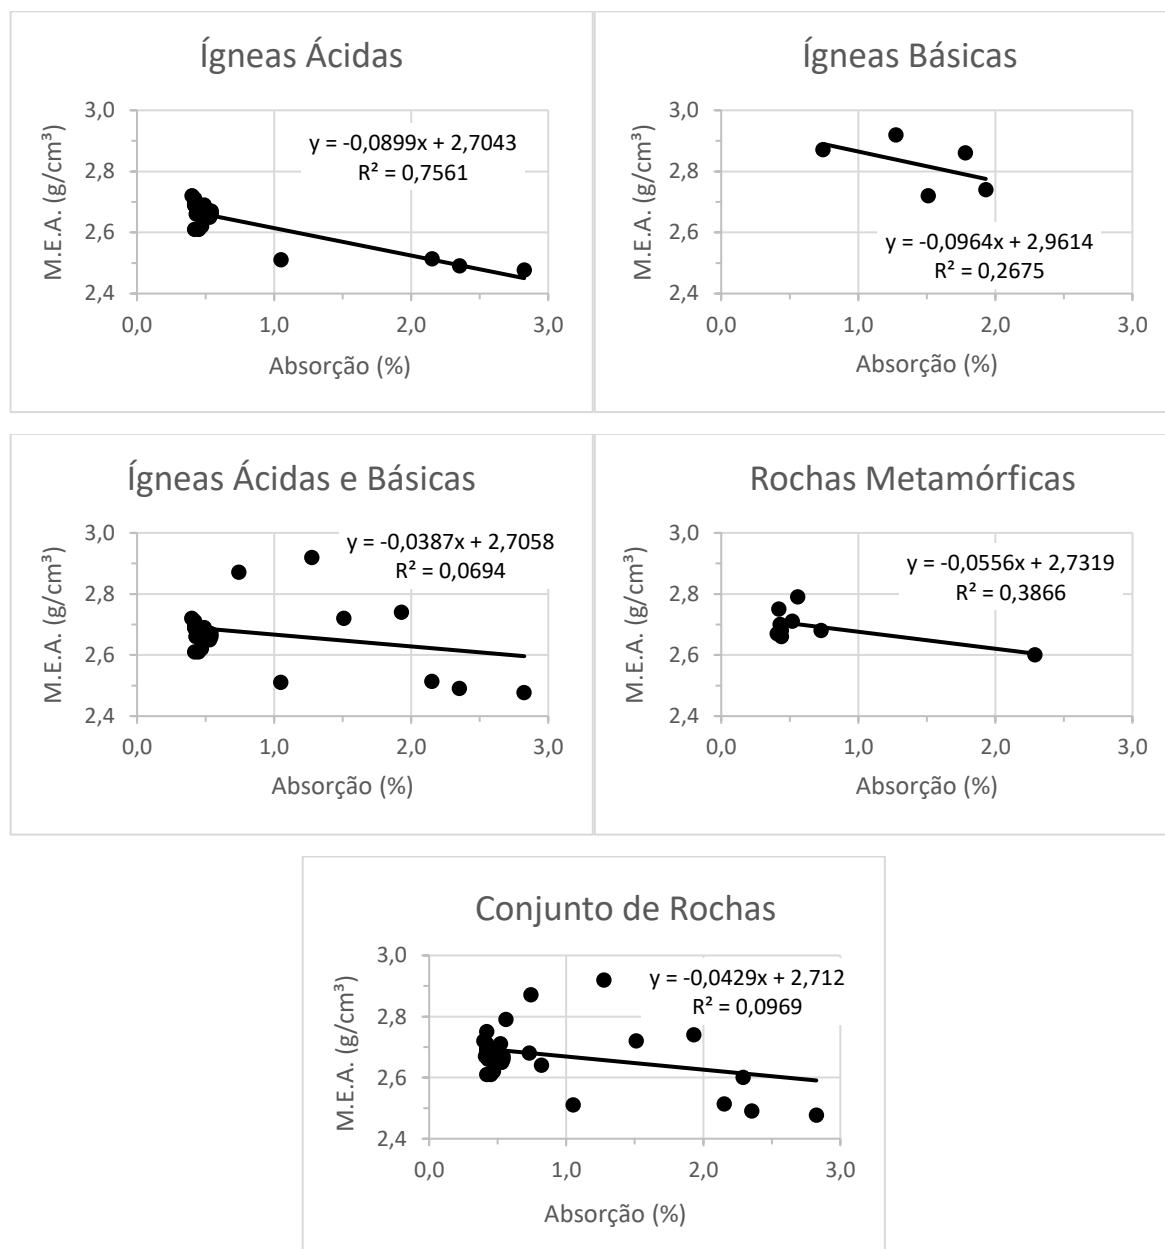 Ígneas Ácidas
M.E.A. (g/cm³)
3,0
2,8
2,6
2,4
y = -0,0899x + 2,7043
R² = 0,7561
0,0 1,0 2,0 3,0
Absorção (%)
Ígneas Básicas
M.E.A. (g/cm³)
3,0
2,8
2,6
2,4
y = -0,0964x + 2,9614
R² = 0,2675
0,0 1,0 2,0 3,0
Absorção (%)
Ígneas Ácidas e Básicas
M.E.A. (g/cm³)
3,0
2,8
2,6
2,4
y = -0,0387x + 2,7058
R² = 0,0694
0,0 1,0 2,0 3,0
Absorção (%)
Rochas Metamórficas
M.E.A. (g/cm³)
3,0
2,8
2,6
2,4
y = -0,0556x + 2,7319
R² = 0,3866
0,0 1,0 2,0 3,0
Absorção (%)
Conjunto de Rochas
M.E.A. (g/cm³)
3,0
2,8
2,6
2,4
y = -0,0429x + 2,712
R² = 0,0969
0,0 1,0 2,0 3,0
Absorção (%)